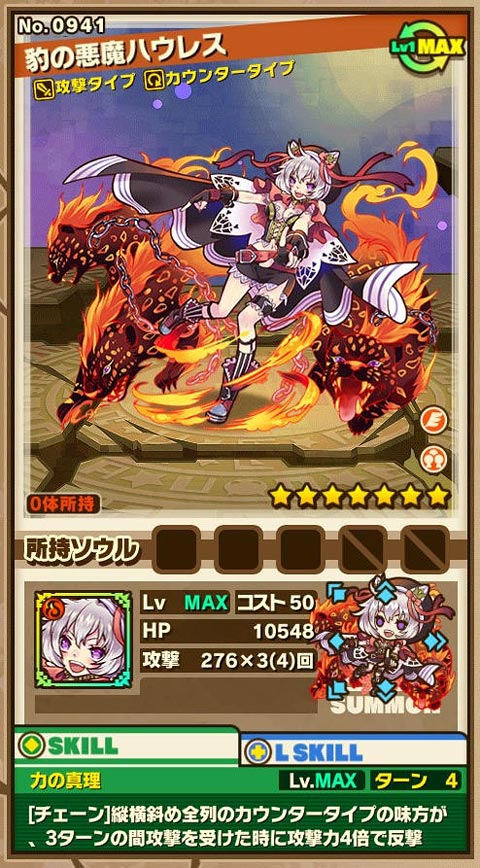 No.0941
豹の悪魔ハウレス
Lv1 MAX
攻撃タイプ カウンタータイプ
E
0体所持
所持ソウル
Lv MAX コスト 50
HP 10548
攻撃 276×3(4)回
SUMMON
SKILL
L SKILL
力の真理 Lv.MAX ターン 4
[チェーン]縦横斜め全列のカウンタータイプの味方が
、3ターンの間攻撃を受けた時に攻撃力4倍で反撃